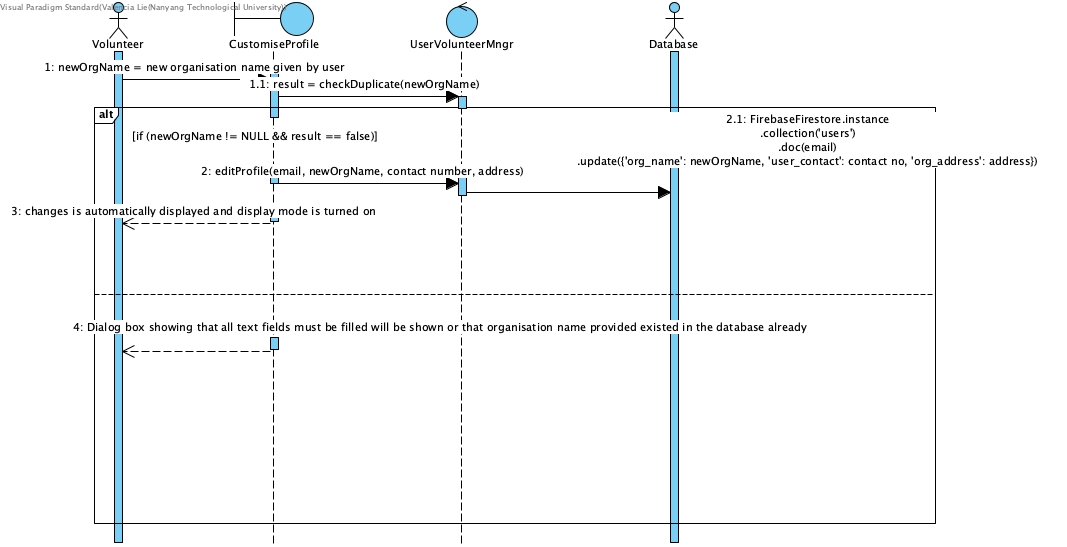 Visual Paradigm Standard(Valencia Lie(Nanyang Technological University))
Volunteer
CustomiseProfile
UserVolunteerMngr
Database
1: newOrgName = new organisation name given by user
1.1: result = checkDuplicate(newOrgName)
alt
[if (newOrgName != NULL && result == false)]
2.1: FirebaseFirestore.instance
.collection('users')
.doc(email)
.update({'org_name': newOrgName, 'user_contact': contact no, 'org_address': address})
2: editProfile(email, newOrgName, contact number, address)
3: changes is automatically displayed and display mode is turned on
4: Dialog box showing that all text fields must be filled will be shown or that organisation name provided existed in the database already